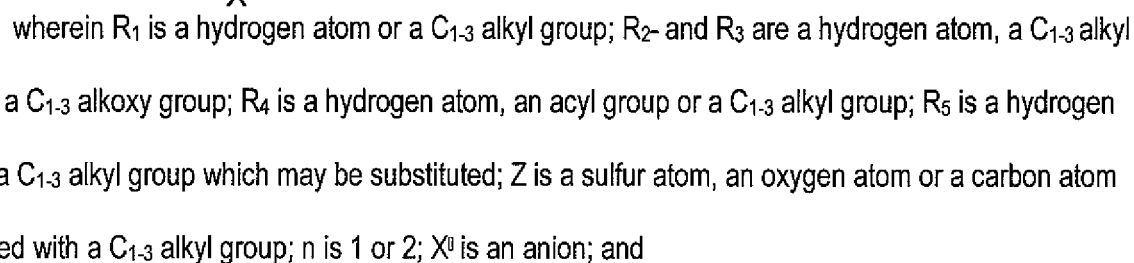 X
wherein R₁ is a hydrogen atom or a C₁₋₃ alkyl group; R₂- and R₃ are a hydrogen atom, a C₁₋₃ alkyl
a C₁₋₃ alkoxy group; R₄ is a hydrogen atom, an acyl group or a C₁₋₃ alkyl group; R₅ is a hydrogen
a C₁₋₃ alkyl group which may be substituted; Z is a sulfur atom, an oxygen atom or a carbon atom
ed with a C₁₋₃ alkyl group; n is 1 or 2; X is an anion; and